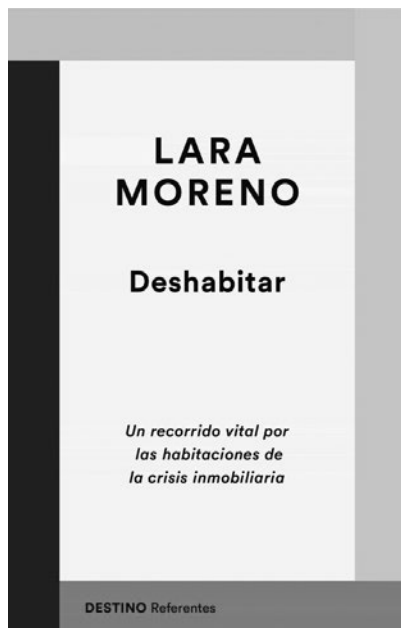 LARA
MORENO
Deshabitar
Un recorrido vital por
las habitaciones de
la crisis inmobiliaria
DESTINO Referentes